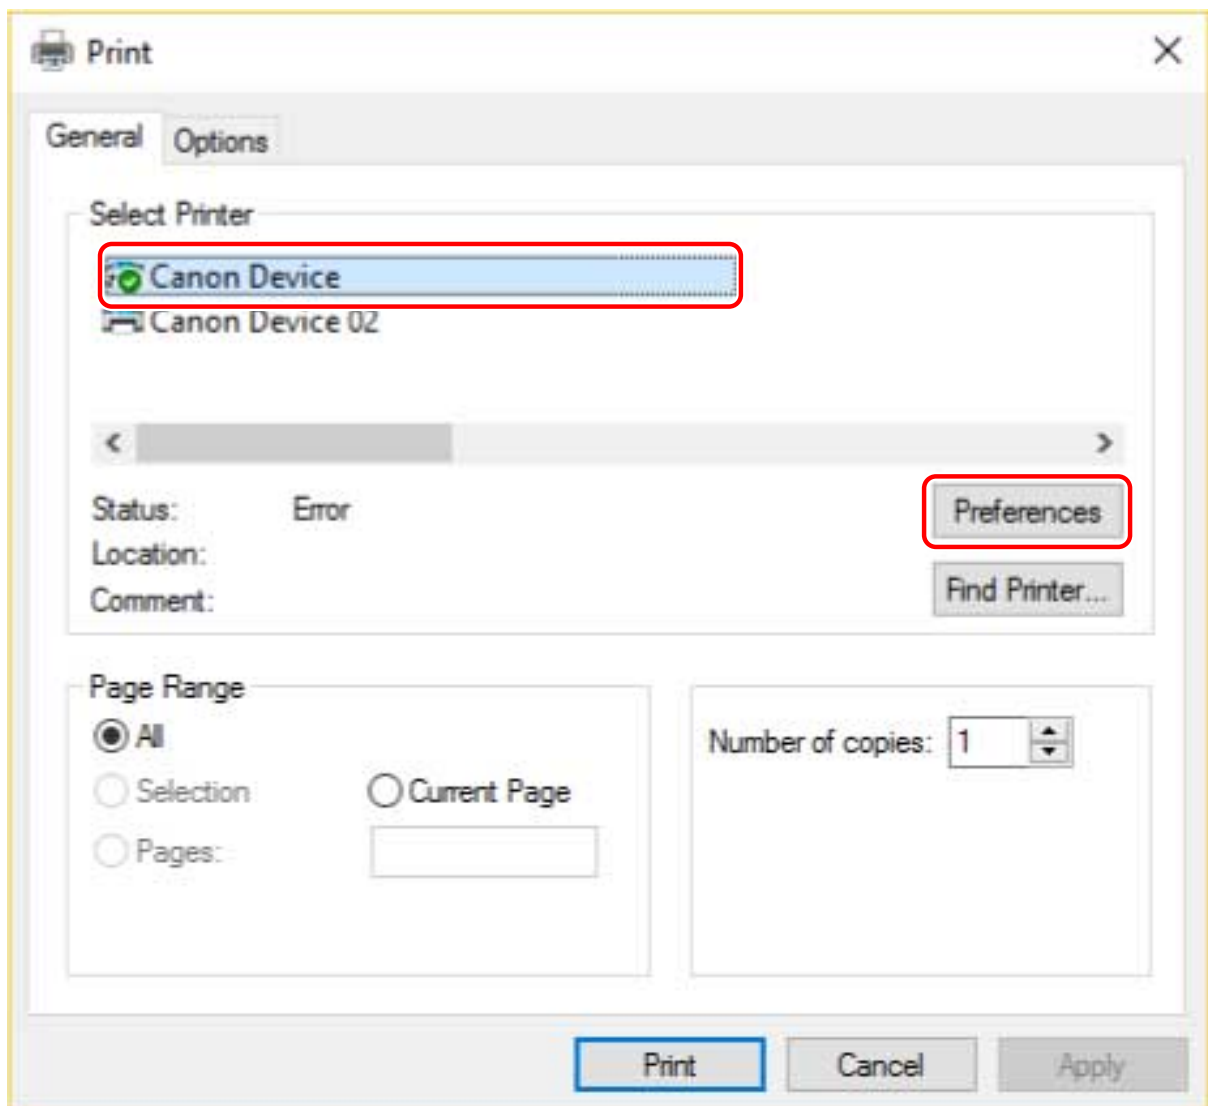 Print
General Options
Select Printer
Canon Device
Canon Device 02
Status: Error
Preferences
Location:
Comment:
Find Printer...
Page Range
All
Selection Current Page
Pages:
Number of copies: 1
Print Cancel Apply